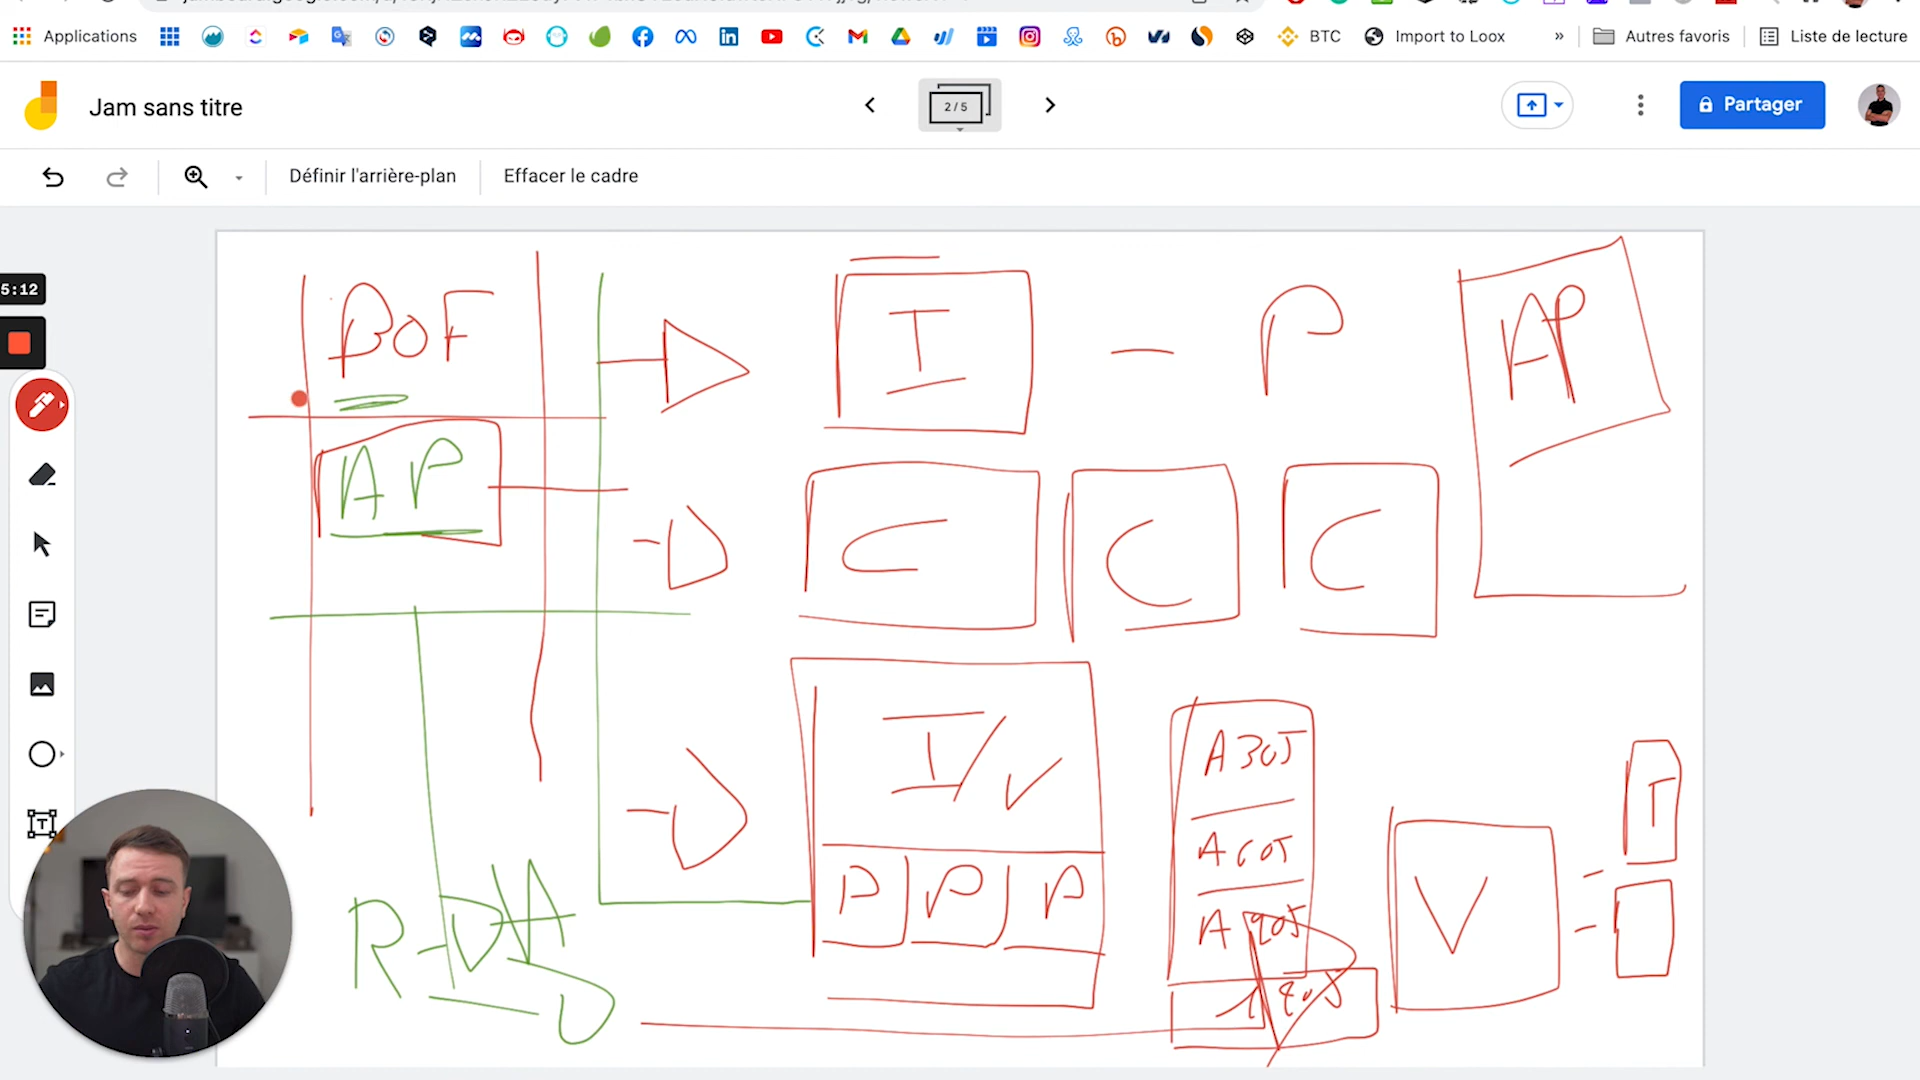 Applications
BTC
Import to Loox
»
Autres favoris
Liste de lecture
Jam sans titre
2 / 5
Partager
Définir l'arrière-plan
Effacer le cadre
5:12
BOF
I - P
AP
AP
C C C
I/V
P P P
A 30J
A 60J
A 90J
180J
V
T
R-DA